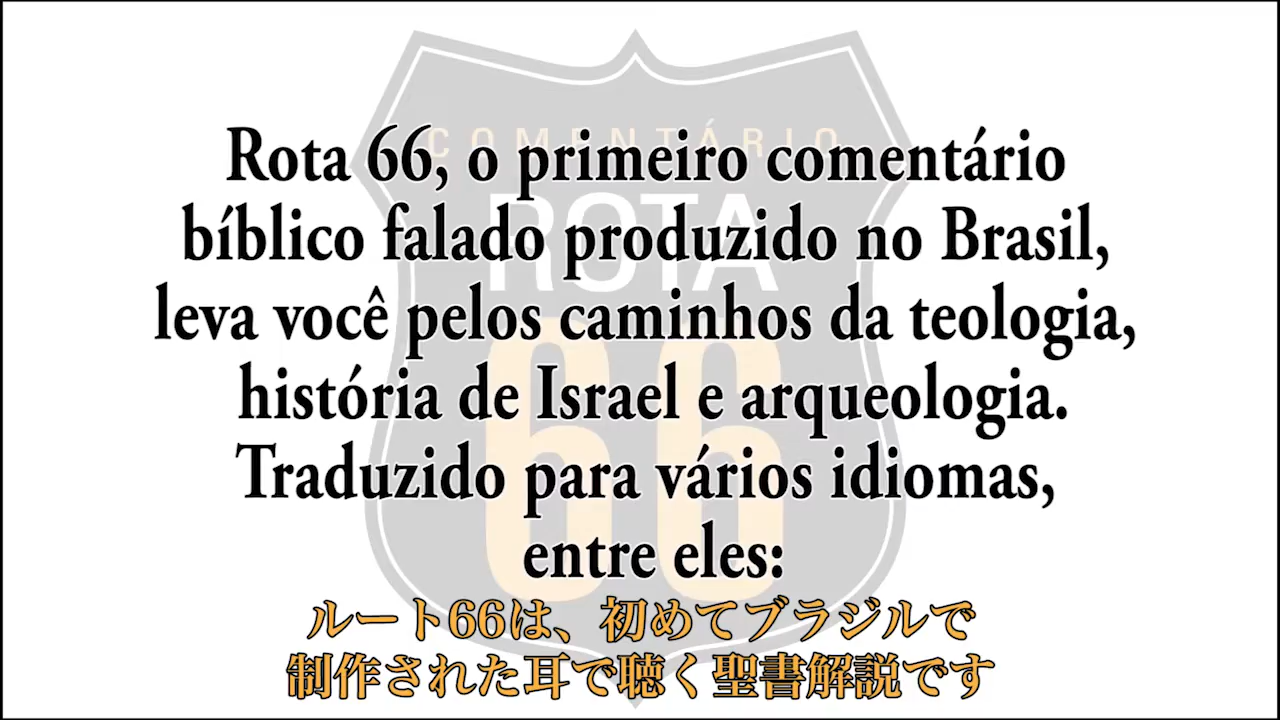 COMENTÁRIO
ROTA
66
Rota 66, o primeiro comentário
bíblico falado produzido no Brasil,
leva você pelos caminhos da teologia,
história de Israel e arqueologia.
Traduzido para vários idiomas,
entre eles:
ルート66は、初めてブラジルで
制作された耳で聴く聖書解説です